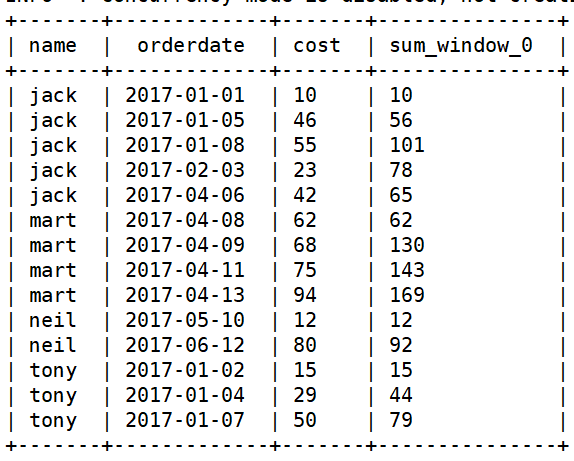 +-------+-------------+-------+---------------+
| name  |  orderdate  | cost  | sum_window_0  |
+-------+-------------+-------+---------------+
| jack  | 2017-01-01  | 10    | 10            |
| jack  | 2017-01-05  | 46    | 56            |
| jack  | 2017-01-08  | 55    | 101           |
| jack  | 2017-02-03  | 23    | 78            |
| jack  | 2017-04-06  | 42    | 65            |
| mart  | 2017-04-08  | 62    | 62            |
| mart  | 2017-04-09  | 68    | 130           |
| mart  | 2017-04-11  | 75    | 143           |
| mart  | 2017-04-13  | 94    | 169           |
| neil  | 2017-05-10  | 12    | 12            |
| neil  | 2017-06-12  | 80    | 92            |
| tony  | 2017-01-02  | 15    | 15            |
| tony  | 2017-01-04  | 29    | 44            |
| tony  | 2017-01-07  | 50    | 79            |
+-------+-------------+-------+---------------+